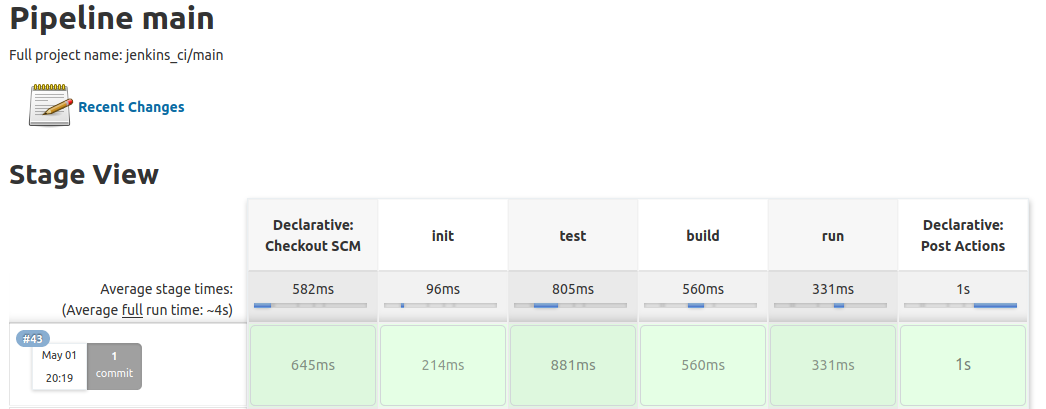 Pipeline main
Full project name: jenkins_ci/main
Recent Changes
Stage View
Declarative: Checkout SCM
init
test
build
run
Declarative: Post Actions
Average stage times:
(Average full run time: ~4s)
582ms
96ms
805ms
560ms
331ms
1s
#43
May 01
20:19
1
commit
645ms
214ms
881ms
560ms
331ms
1s